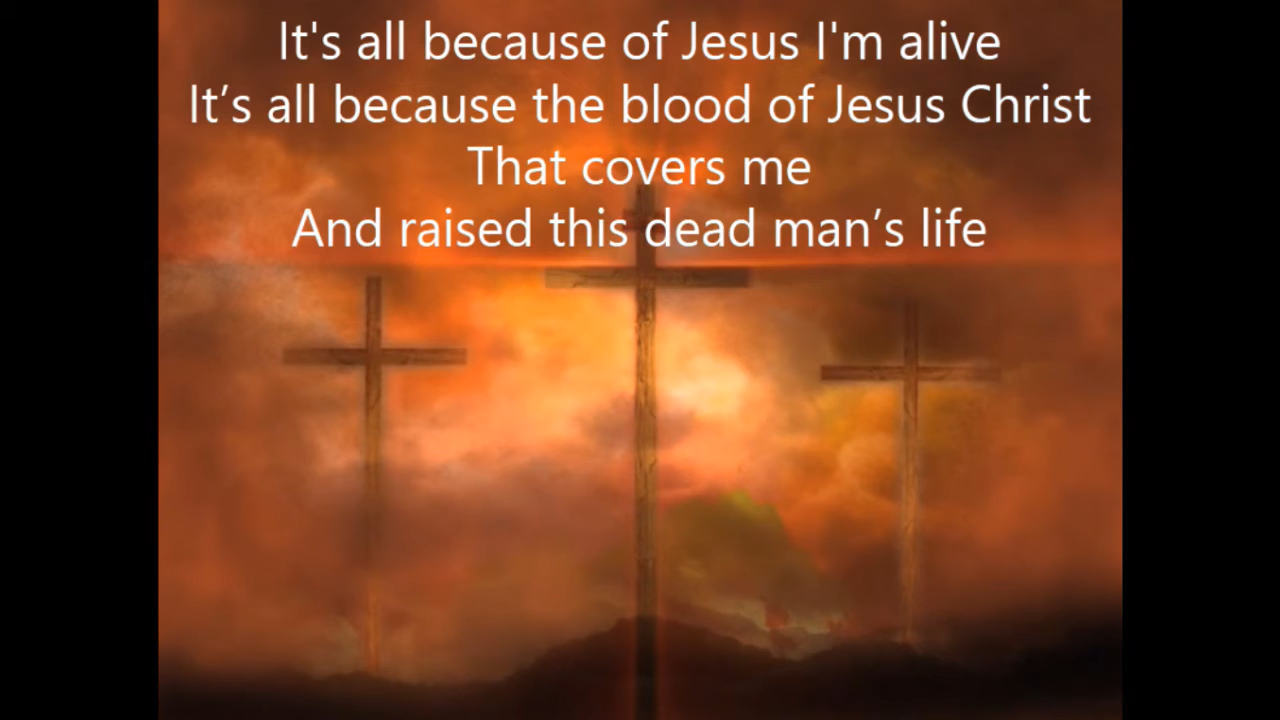 It's all because of Jesus I'm alive
It’s all because the blood of Jesus Christ
That covers me
And raised this dead man’s life